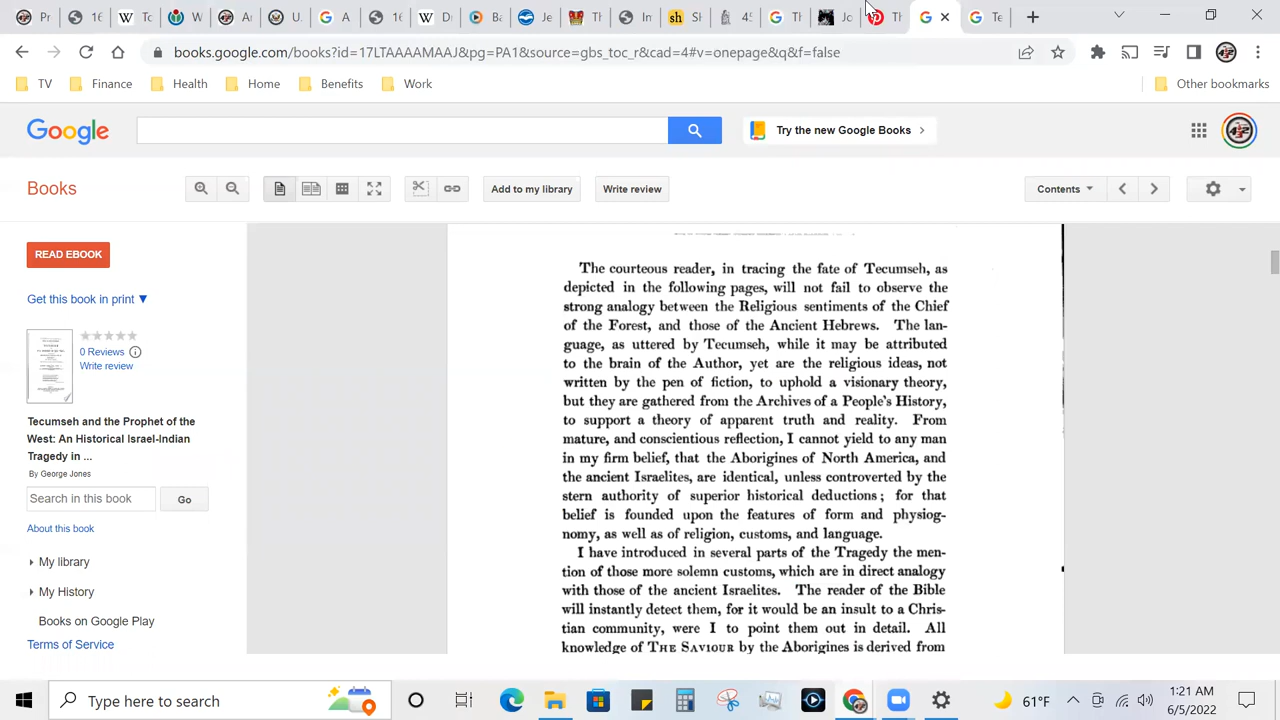 books.google.com/books?id=17LTAAAAMAAJ&pg=PA1&source=gbs_toc_r&cad=4#v=onepage&q&f=false
TV
Finance
Health
Home
Benefits
Work
Other bookmarks
Google
Try the new Google Books
Books
Add to my library
Write review
Contents
READ EBOOK
Get this book in print ▼
0 Reviews
Write review
Tecumseh and the Prophet of the
West: An Historical Israel-Indian
Tragedy in ...
By George Jones
Search in this book
Go
About this book
My library
My History
Books on Google Play
Terms of Service
The courteous reader, in tracing the fate of Tecumseh, as
depicted in the following pages, will not fail to observe the
strong analogy between the Religious sentiments of the Chief
of the Forest, and those of the Ancient Hebrews. The lan-
guage, as uttered by Tecumseh, while it may be attributed
to the brain of the Author, yet are the religious ideas, not
written by the pen of fiction, to uphold a visionary theory,
but they are gathered from the Archives of a People's History,
to support a theory of apparent truth and reality. From
mature, and conscientious reflection, I cannot yield to any man
in my firm belief, that the Aborigines of North America, and
the ancient Israelites, are identical, unless controverted by the
stern authority of superior historical deductions; for that
belief is founded upon the features of form and physiog-
nomy, as well as of religion, customs, and language.
I have introduced in several parts of the Tragedy the men-
tion of those more solemn customs, which are in direct analogy
with those of the ancient Israelites. The reader of the Bible
will instantly detect them, for it would be an insult to a Chris-
tian community, were I to point them out in detail. All
knowledge of THE SAVIOUR by the Aborigines is derived from
Type here to search
61°F
1:21 AM
6/5/2022